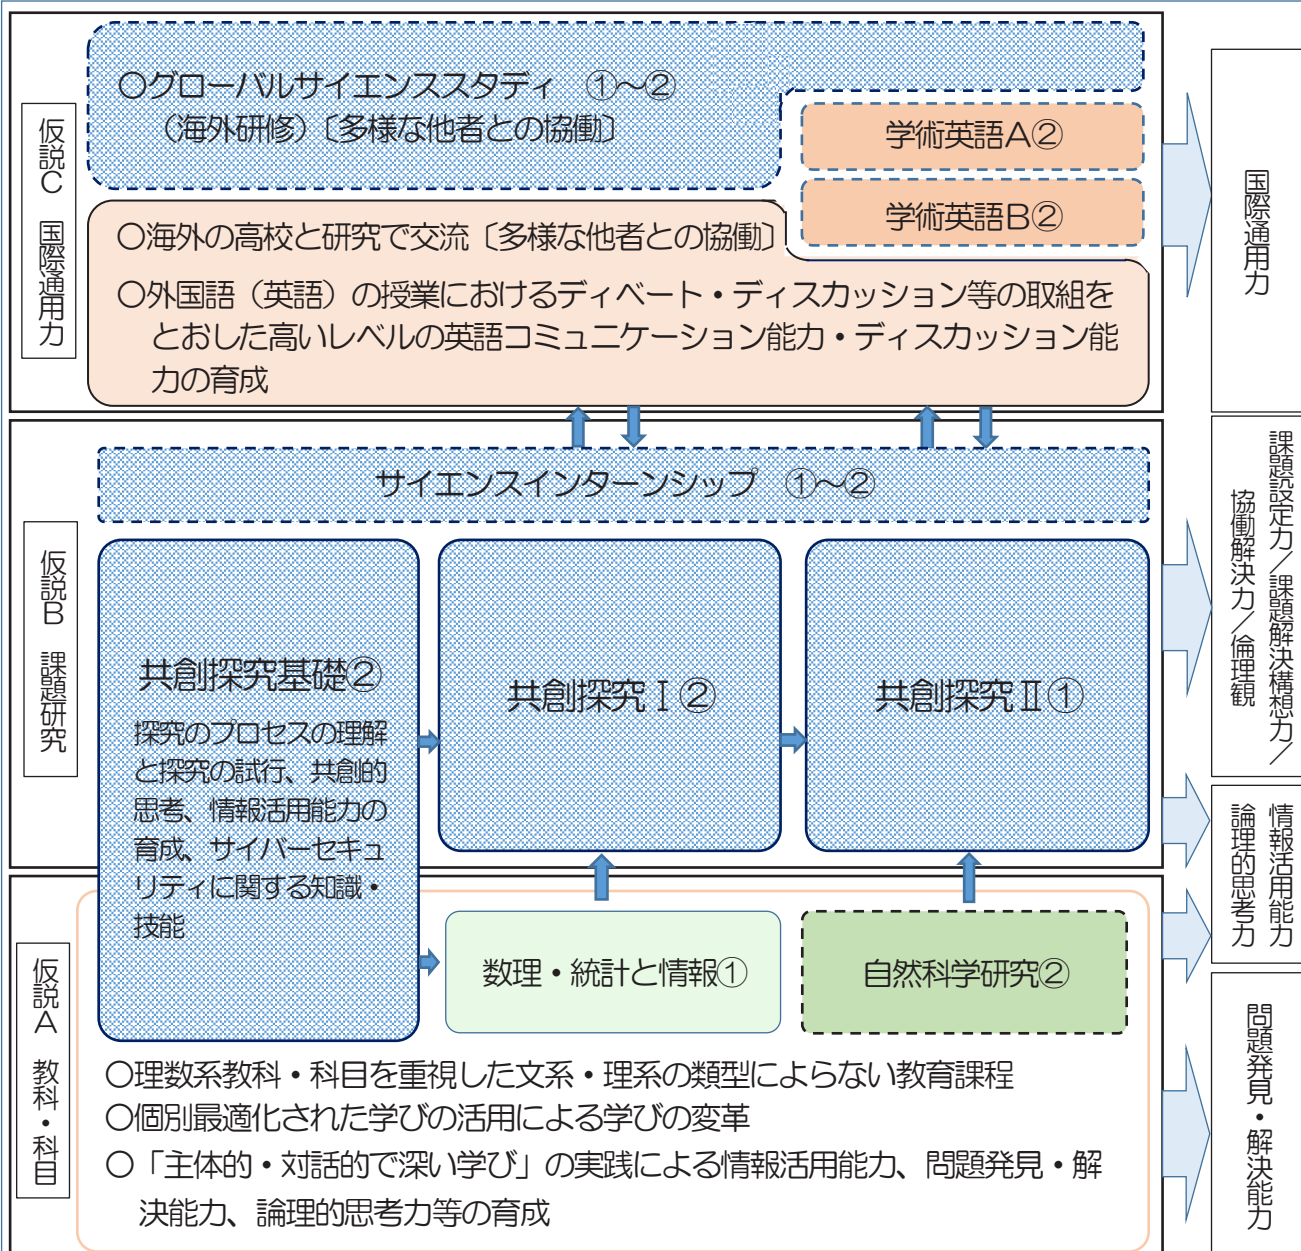 仮説C 国際通用力
○グローバルサイエンススタディ ①～②
（海外研修）〔多様な他者との協働〕
学術英語A②
学術英語B②
○海外の高校と研究で交流〔多様な他者との協働〕
○外国語（英語）の授業におけるディベート・ディスカッション等の取組を
とおした高いレベルの英語コミュニケーション能力・ディスカッション能
力の育成
国際通用力
仮説B 課題研究
サイエンスインターンシップ ①～②
共創探究基礎②
探究のプロセスの理解
と探究の試行、共創的
思考、情報活用能力の
育成、サイバーセキュ
リティに関する知識・
技能
共創探究Ⅰ②
共創探究Ⅱ①
課題設定力／課題解決構想力／
協働解決力／倫理観
情報活用能力
論理的思考力
仮説A 教科・科目
数理・統計と情報①
自然科学研究②
○理数系教科・科目を重視した文系・理系の類型によらない教育課程
○個別最適化された学びの活用による学びの変革
○「主体的・対話的で深い学び」の実践による情報活用能力、問題発見・解
決能力、論理的思考力等の育成
問題発見・解決能力